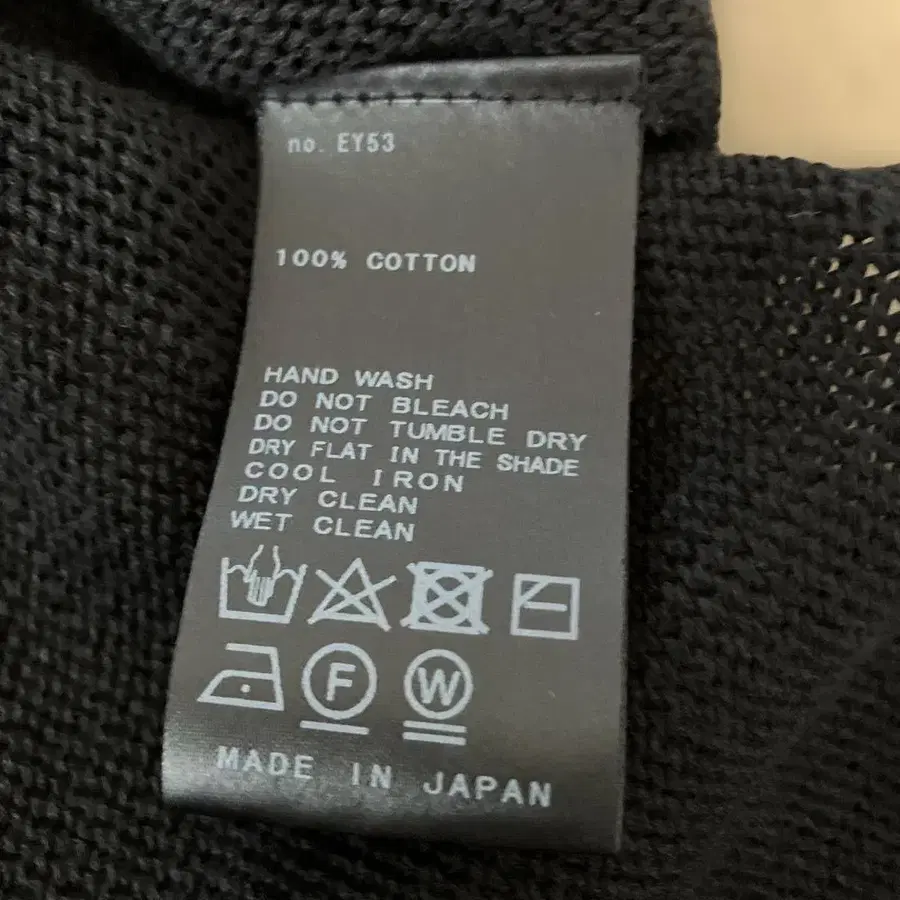 no. EY53
100% COTTON
HAND WASH
DO NOT BLEACH
DO NOT TUMBLE DRY
DRY FLAT IN THE SHADE
COOL IRON
DRY CLEAN
WET CLEAN
F W
MADE IN JAPAN